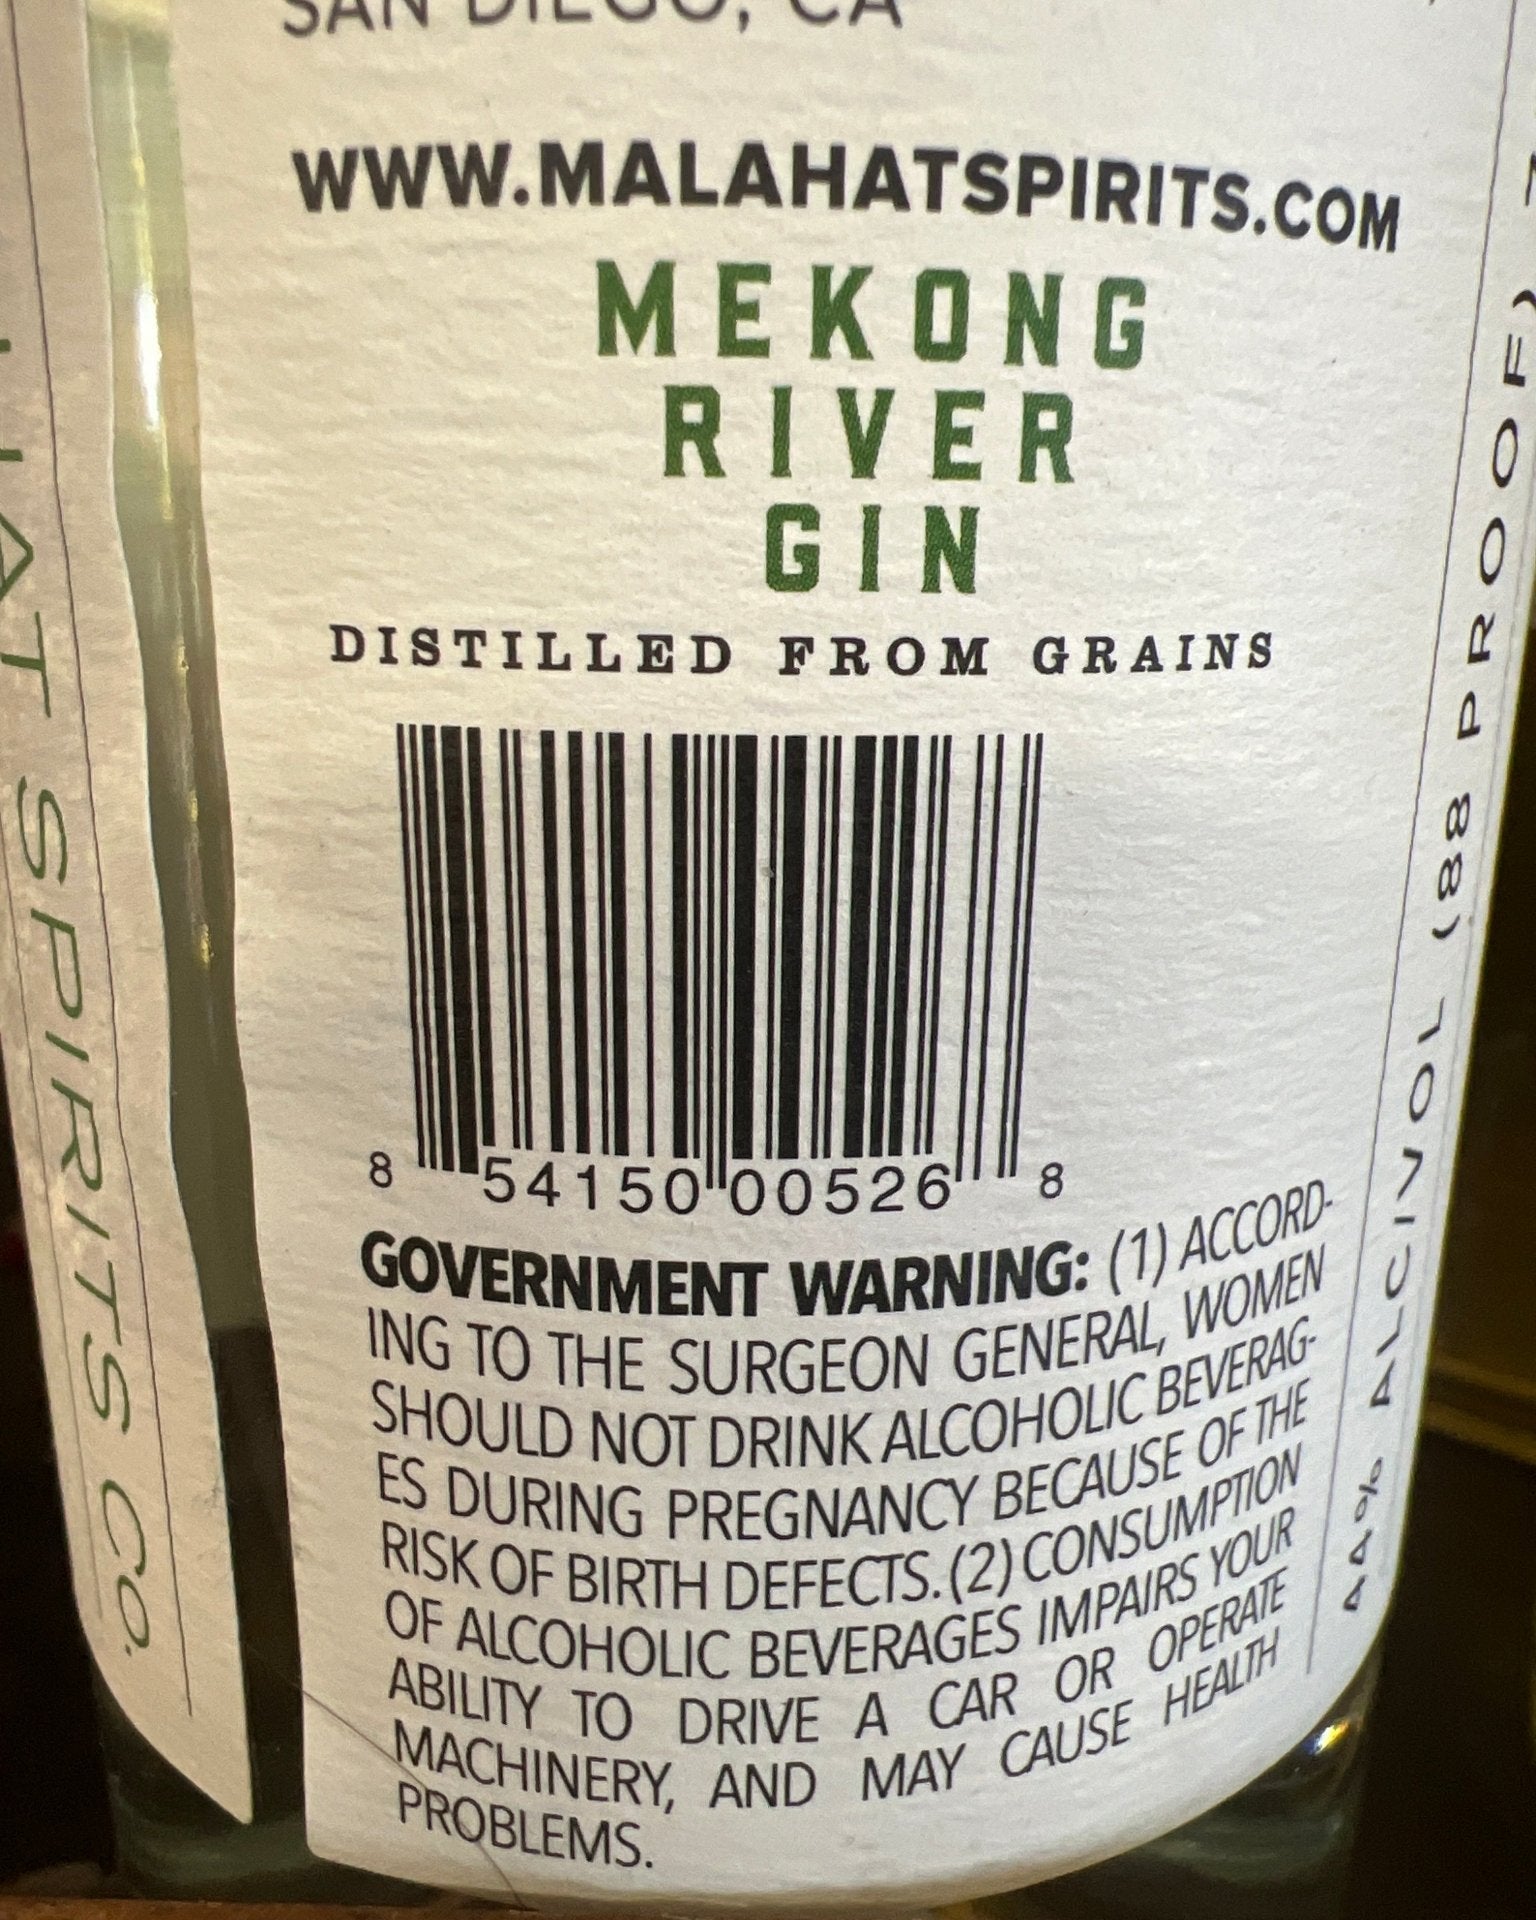 SAN DIEGO, CA
WWW.MALAHATSPIRITS.COM
MEKONG
RIVER
GIN
DISTILLED FROM GRAINS
8 54150 00526 8
GOVERNMENT WARNING: (1) ACCORD-
ING TO THE SURGEON GENERAL, WOMEN
SHOULD NOT DRINK ALCOHOLIC BEVERAG-
ES DURING PREGNANCY BECAUSE OF THE
RISK OF BIRTH DEFECTS. (2) CONSUMPTION
OF ALCOHOLIC BEVERAGES IMPAIRS YOUR
ABILITY TO DRIVE A CAR OR OPERATE
MACHINERY, AND MAY CAUSE HEALTH
PROBLEMS.
44% ALC/VOL (88 PROOF)
SPIRITS CO.